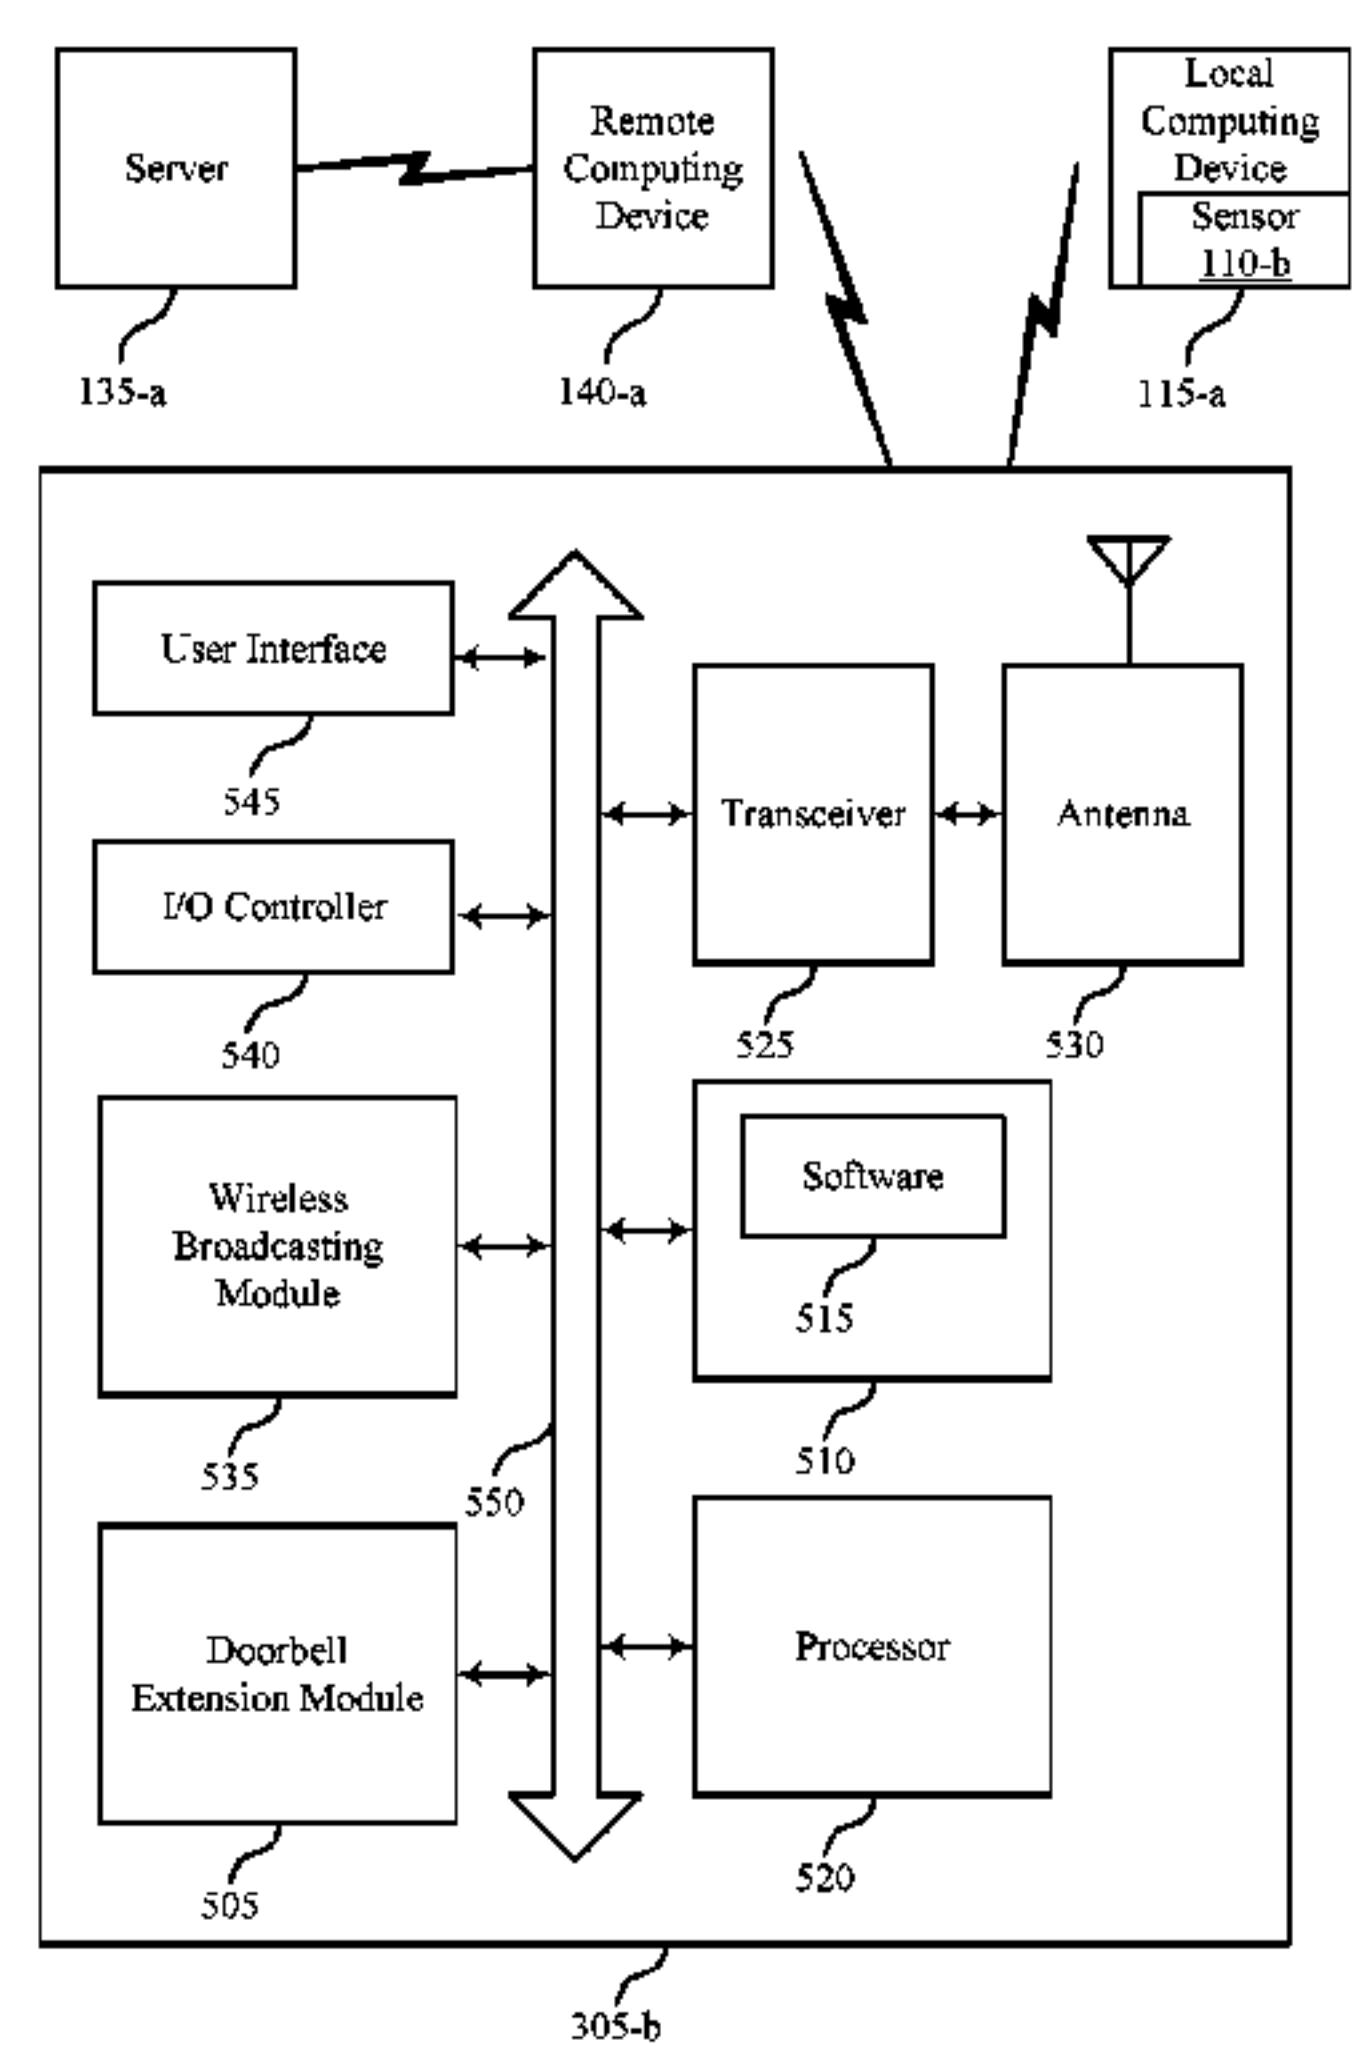 Server
Remote
Computing
Device
Local
Computing
Device
Sensor
110-b
135-a
140-a
115-a
User Interface
545
I/O Controller
540
Transceiver
525
Antenna
530
Wireless
Broadcasting
Module
535
Software
515
510
550
Doorbell
Extension Module
505
Processor
520
305-b